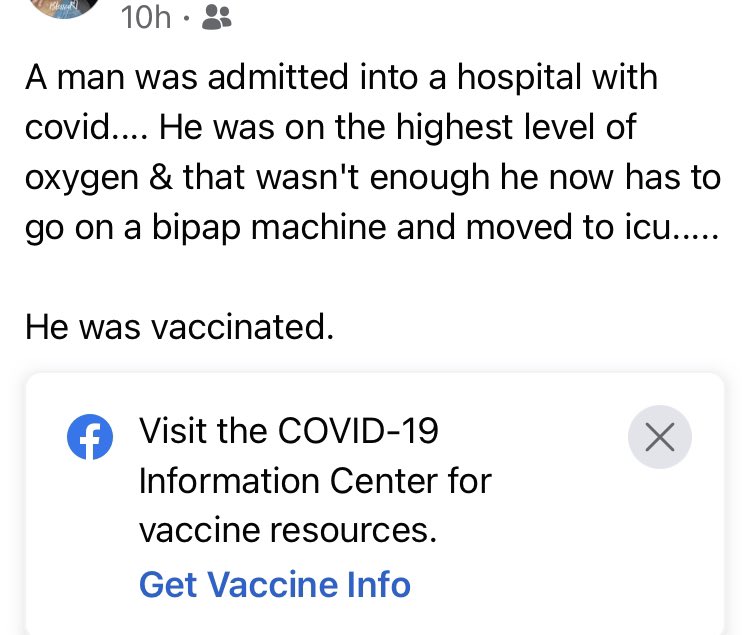 10h ·
A man was admitted into a hospital with
covid.... He was on the highest level of
oxygen & that wasn't enough he now has to
go on a bipap machine and moved to icu.....
He was vaccinated.
Visit the COVID-19
Information Center for
vaccine resources.
Get Vaccine Info